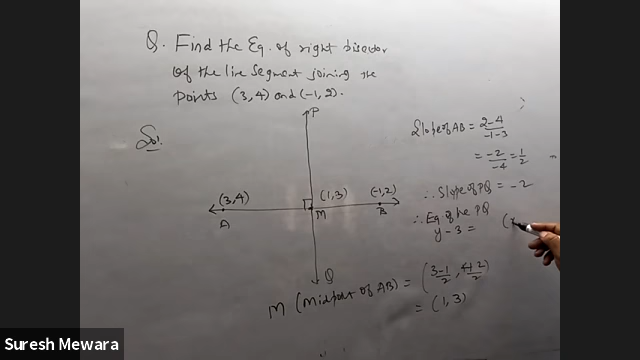 Q. Find the Eq. of right bisector
of the line segment joining the
points (3,4) and (-1,2).
Sol.
P
(3,4) (1,3) (-1,2)
A M B
Q
M (Midpoint of AB) = (3-1/2, 4+2/2)
= (1,3)
Slope of AB = 2-4/-1-3
= -2/-4 = 1/2
∴ Slope of PQ = -2
∴ Eq. of line PQ
y-3 = (x
Suresh Mewara